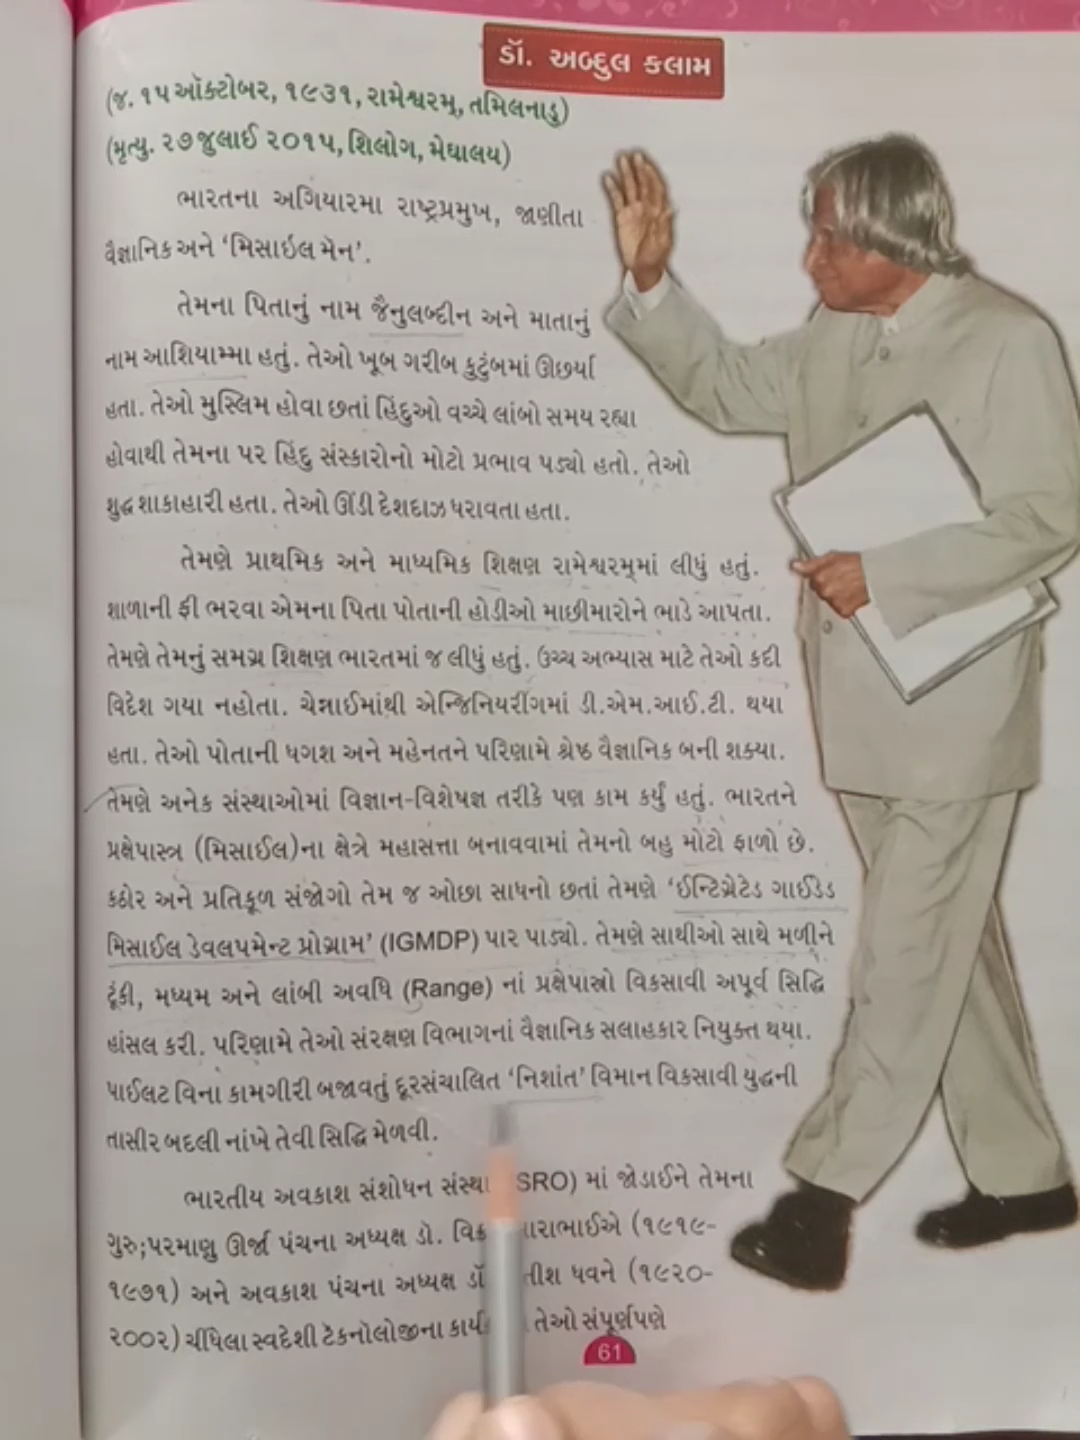 ડૉ. અબ્દુલ કલામ
(જ. ૧૫ ઑક્ટોબર, ૧૯૩૧, રામેશ્વરમ્, તમિલનાડુ)
(મૃત્યુ. ૨૭ જુલાઈ ૨૦૧૫, શિલોગ, મેઘાલય)
ભારતના અગિયારમા રાષ્ટ્રપ્રમુખ, જાણીતા
વૈજ્ઞાનિક અને ‘મિસાઇલ મૅન’.
તેમના પિતાનું નામ જૈનુલબ્દીન અને માતાનું
નામ આશિયામ્મા હતું. તેઓ ખૂબ ગરીબ કુટુંબમાં ઊછર્યા
હતા. તેઓ મુસ્લિમ હોવા છતાં હિંદુઓ વચ્ચે લાંબો સમય રહ્યા
હોવાથી તેમના પર હિંદુ સંસ્કારોનો મોટો પ્રભાવ પડ્યો હતો. તેઓ
શુદ્ધ શાકાહારી હતા. તેઓ ઊંડી દેશદાઝ ધરાવતા હતા.
તેમણે પ્રાથમિક અને માધ્યમિક શિક્ષણ રામેશ્વરમ્‌માં લીધું હતું.
શાળાની ફી ભરવા એમના પિતા પોતાની હોડીઓ માછીમારોને ભાડે આપતા.
તેમણે તેમનું સમગ્ર શિક્ષણ ભારતમાં જ લીધું હતું. ઉચ્ચ અભ્યાસ માટે તેઓ કદી
વિદેશ ગયા નહોતા. ચેન્નાઈમાંથી એન્જિનિયરીંગમાં ડી.એમ.આઈ.ટી. થયા
હતા. તેઓ પોતાની ધગશ અને મહેનતને પરિણામે શ્રેષ્ઠ વૈજ્ઞાનિક બની શક્યા.
તેમણે અનેક સંસ્થાઓમાં વિજ્ઞાન-વિશેષજ્ઞ તરીકે પણ કામ કર્યું હતું. ભારતને
પ્રક્ષેપાસ્ત્ર (મિસાઈલ)ના ક્ષેત્રે મહાસત્તા બનાવવામાં તેમનો બહુ મોટો ફાળો છે.
કઠોર અને પ્રતિકૂળ સંજોગો તેમ જ ઓછા સાધનો છતાં તેમણે ‘ઈન્ટિગ્રેટેડ ગાઈડેડ
મિસાઈલ ડેવલપમેન્ટ પ્રોગ્રામ’ (IGMDP) પાર પાડ્યો. તેમણે સાથીઓ સાથે મળીને
ટૂંકી, મધ્યમ અને લાંબી અવધિ (Range) નાં પ્રક્ષેપાસ્ત્રો વિકસાવી અપૂર્વ સિદ્ધિ
હાંસલ કરી. પરિણામે તેઓ સંરક્ષણ વિભાગનાં વૈજ્ઞાનિક સલાહકાર નિયુક્ત થયા.
પાઈલટ વિના કામગીરી બજાવતું દૂરસંચાલિત ‘નિશાંત’ વિમાન વિકસાવી યુદ્ધની
તાસીર બદલી નાંખે તેવી સિદ્ધિ મેળવી.
ભારતીય અવકાશ સંશોધન સંસ્થા SRO) માં જોડાઈને તેમના
ગુરુ;પરમાણુ ઊર્જા પંચના અધ્યક્ષ ડૉ. (૧૯૧૯-
૧૯૭૧) અને અવકાશ પંચના અધ્યક્ષ ધવને (૧૯૨૦-
૨૦૦૨) ચીંધેલા સ્વદેશી ટૅકનૉલોજીના તેઓ સંપૂર્ણપણે
61